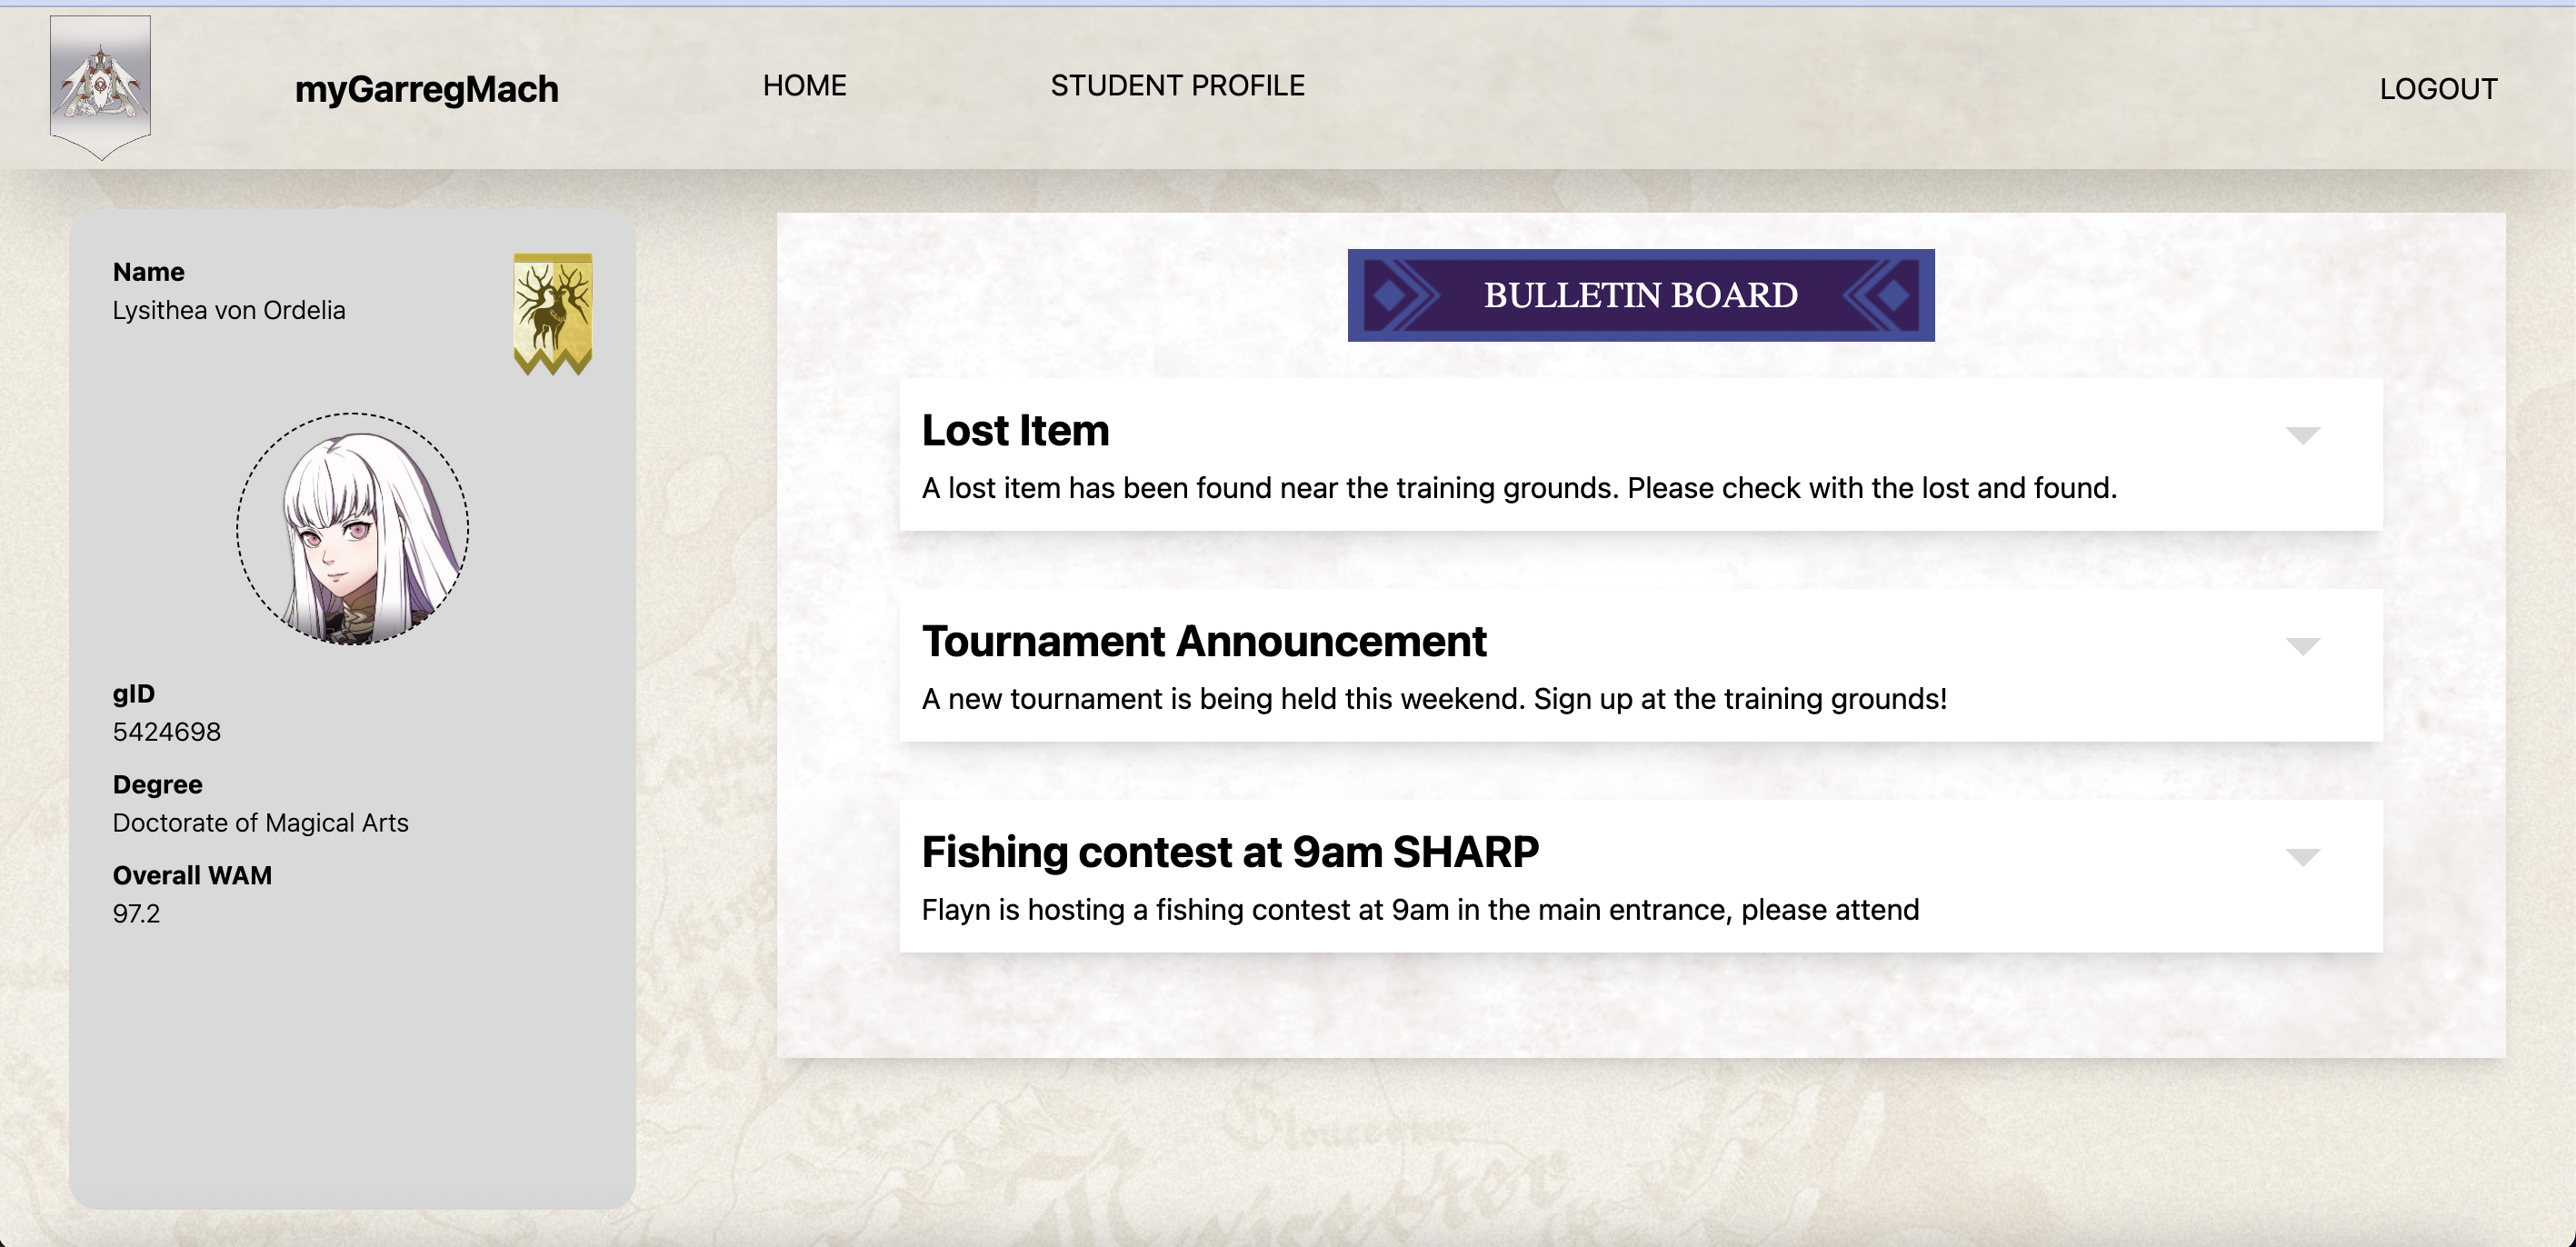 myGarregMach
HOME
STUDENT PROFILE
LOGOUT
Name
Lysithea von Ordelia
gID
5424698
Degree
Doctorate of Magical Arts
Overall WAM
97.2
BULLETIN BOARD
Lost Item
A lost item has been found near the training grounds. Please check with the lost and found.
Tournament Announcement
A new tournament is being held this weekend. Sign up at the training grounds!
Fishing contest at 9am SHARP
Flayn is hosting a fishing contest at 9am in the main entrance, please attend